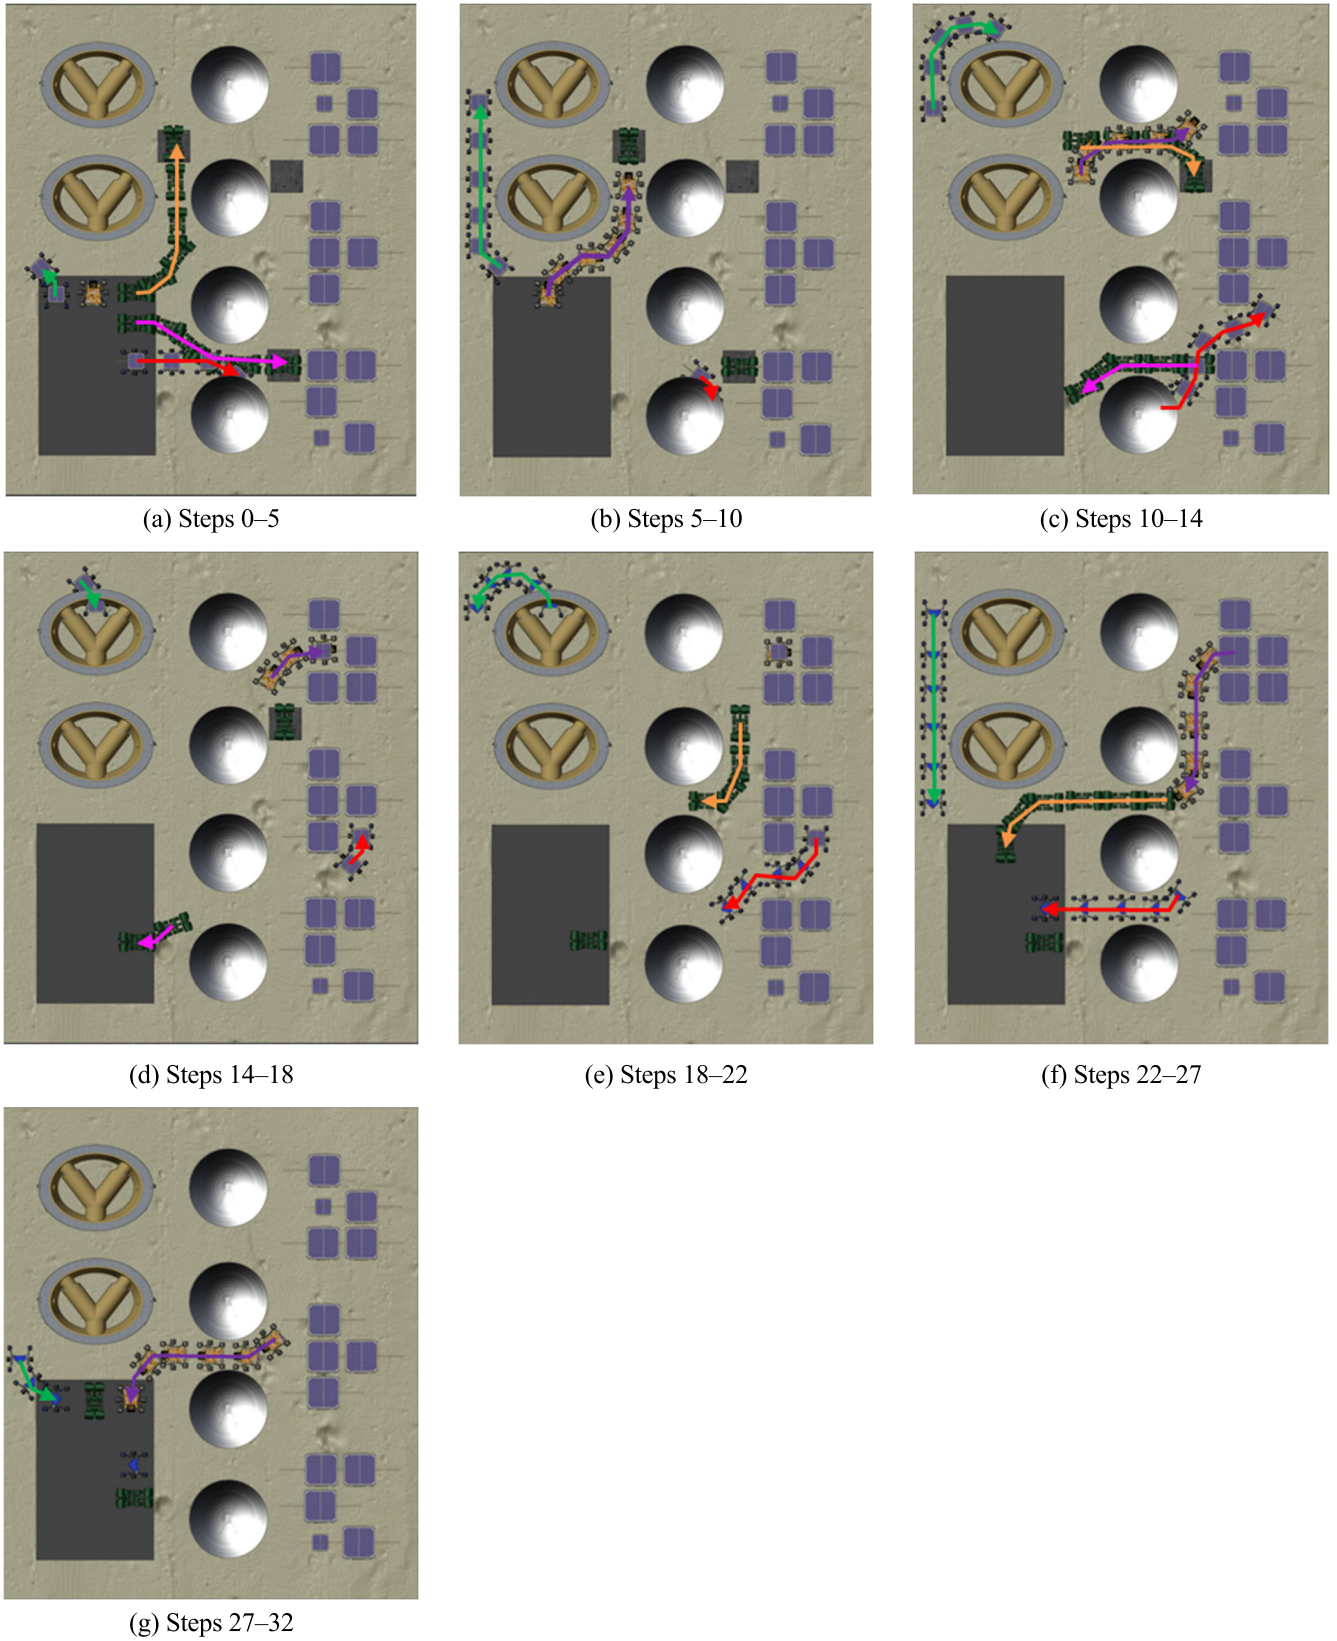 (a) Steps 0–5
(b) Steps 5–10
(c) Steps 10–14
(d) Steps 14–18
(e) Steps 18–22
(f) Steps 22–27
(g) Steps 27–32